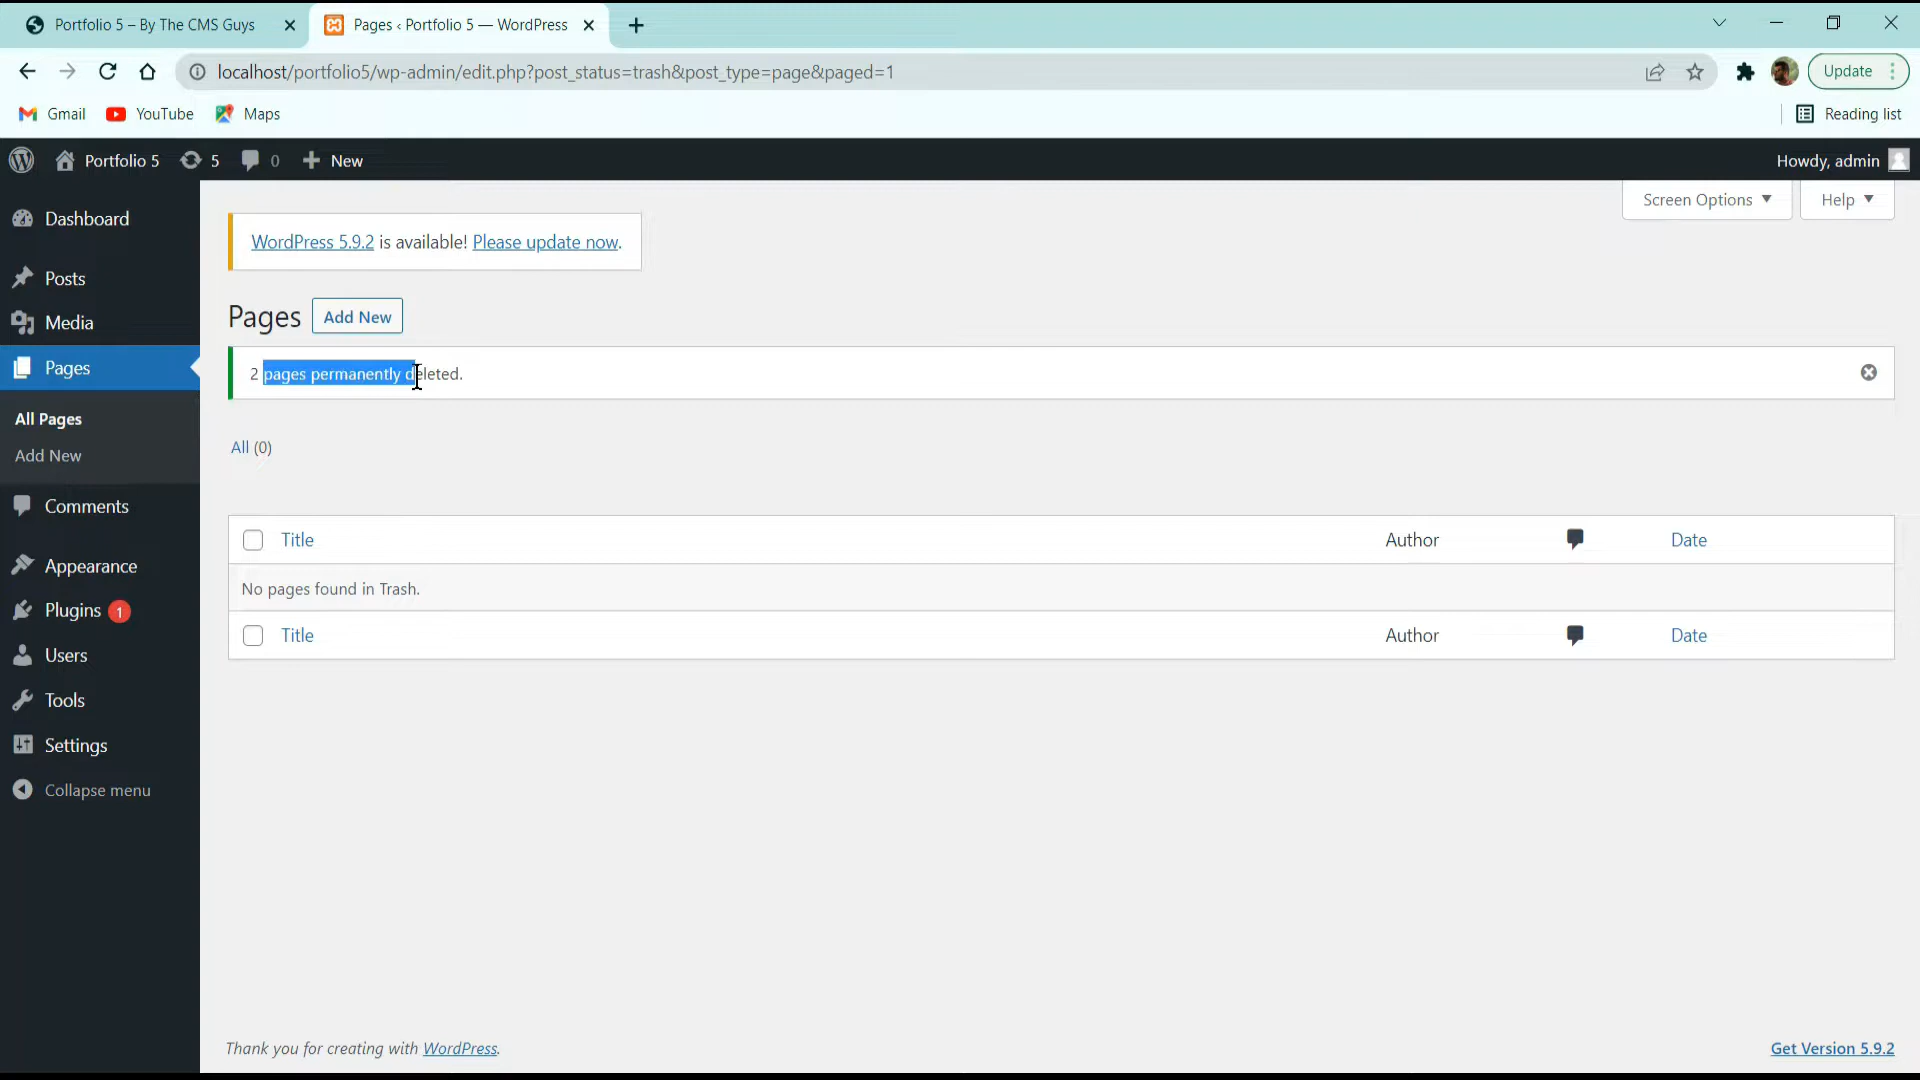 Portfolio 5 – By The CMS Guys
Pages ‹ Portfolio 5 — WordPress
localhost/portfolio5/wp-admin/edit.php?post_status=trash&post_type=page&paged=1
Update
Gmail
YouTube
Maps
Reading list
Portfolio 5
5
0
New
Howdy, admin
Screen Options
Help
Dashboard
Posts
Media
Pages
All Pages
Add New
Comments
Appearance
Plugins 1
Users
Tools
Settings
Collapse menu
WordPress 5.9.2 is available! Please update now.
Pages
Add New
2 pages permanently deleted.
All (0)
Title Author Date
No pages found in Trash.
Title Author Date
Thank you for creating with WordPress.
Get Version 5.9.2